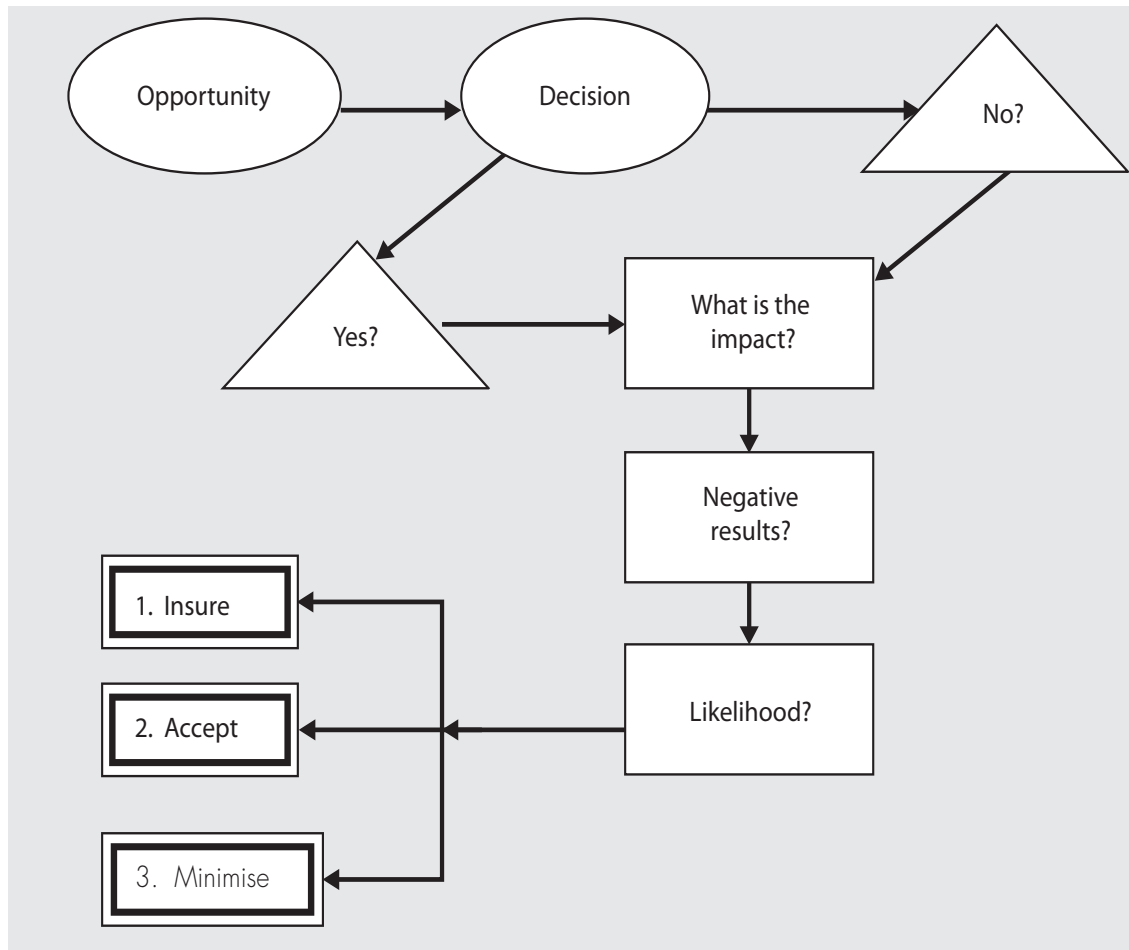 Opportunity
Decision
No?
Yes?
What is the
impact?
Negative
results?
1. Insure
Likelihood?
2. Accept
3. Minimise